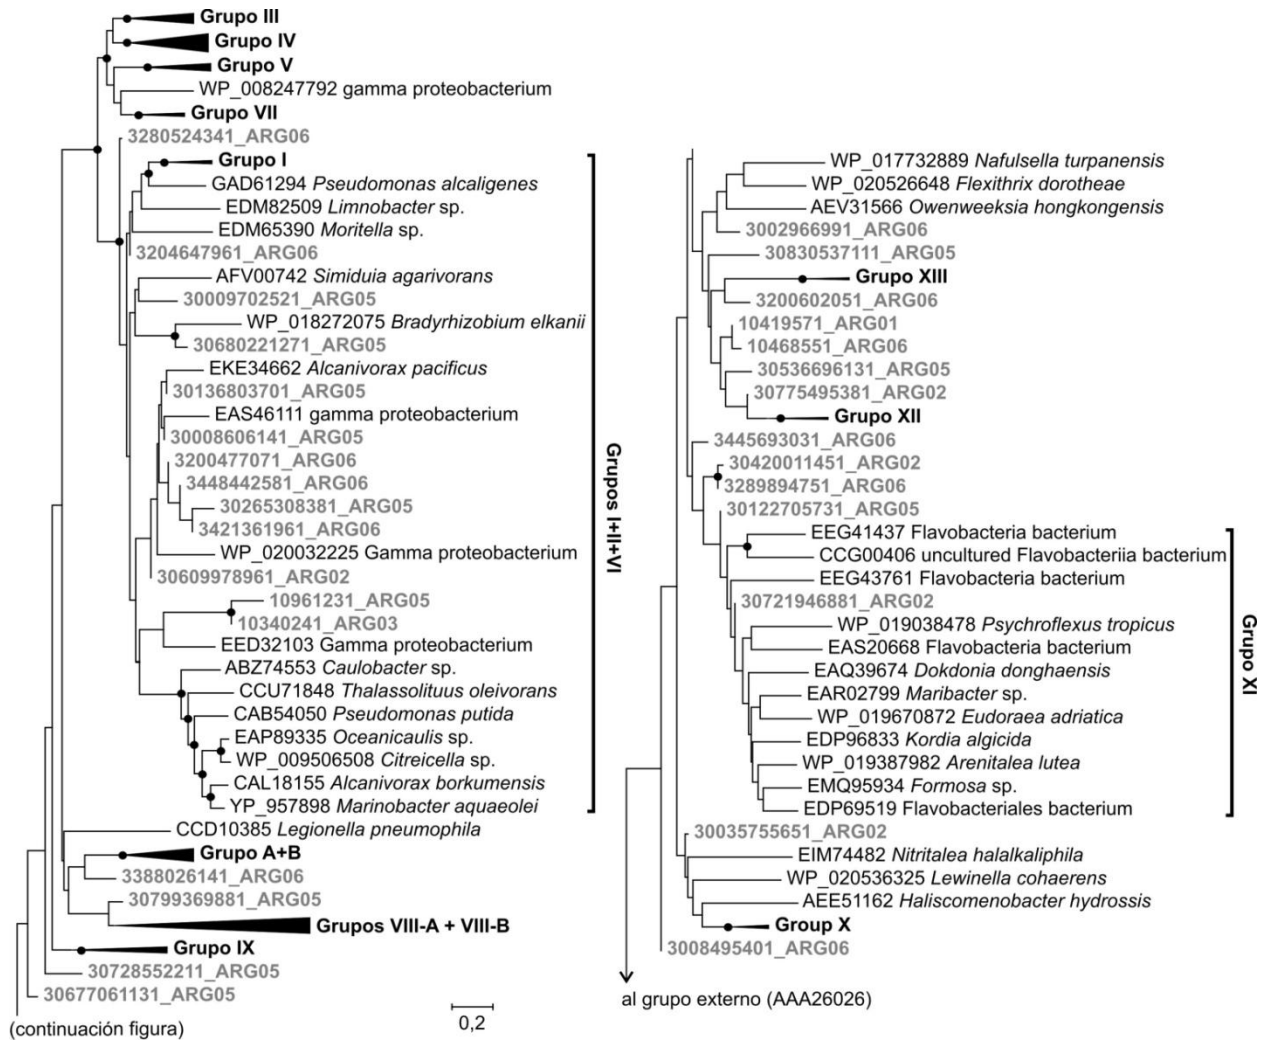 Grupo III
Grupo IV
Grupo V
WP_008247792 gamma proteobacterium
Grupo VII
3280524341_ARG06
Grupo I
GAD61294 Pseudomonas alcaligenes
EDM82509 Limnobacter sp.
EDM65390 Moritella sp.
3204647961_ARG06
AFV00742 Simiduia agarivorans
30009702521_ARG05
WP_018272075 Bradyrhizobium elkanii
30680221271_ARG05
EKE34662 Alcanivorax pacificus
30136803701_ARG05
EAS46111 gamma proteobacterium
30008606141_ARG05
3200477071_ARG06
3448442581_ARG06
30265308381_ARG05
3421361961_ARG06
WP_020032225 Gamma proteobacterium
30609978961_ARG02
10961231_ARG05
10340241_ARG03
EED32103 Gamma proteobacterium
ABZ74553 Caulobacter sp.
CCU71848 Thalassolituus oleivorans
CAB54050 Pseudomonas putida
EAP89335 Oceanicaulis sp.
WP_009506508 Citreicella sp.
CAL18155 Alcanivorax borkumensis
YP_957898 Marinobacter aquaeolei
Grupos I+II+VI
CCD10385 Legionella pneumophila
Grupo A+B
3388026141_ARG06
30799369881_ARG05
Grupos VIII-A + VIII-B
Grupo IX
30728552211_ARG05
30677061131_ARG05
(continuación figura)
0,2
WP_017732889 Nafulsella turpanensis
WP_020526648 Flexithrix dorotheae
AEV31566 Owenweeksia hongkongensis
3002966991_ARG06
30830537111_ARG05
Grupo XIII
3200602051_ARG06
10419571_ARG01
10468551_ARG06
30536696131_ARG05
30775495381_ARG02
Grupo XII
3445693031_ARG06
30420011451_ARG02
3289894751_ARG06
30122705731_ARG05
EEG41437 Flavobacteria bacterium
CCG00406 uncultured Flavobacteriia bacterium
EEG43761 Flavobacteria bacterium
30721946881_ARG02
WP_019038478 Psychroflexus tropicus
EAS20668 Flavobacteria bacterium
EAQ39674 Dokdonia donghaensis
EAR02799 Maribacter sp.
WP_019670872 Eudoraea adriatica
EDP96833 Kordia algicida
WP_019387982 Arenitalea lutea
EMQ95934 Formosa sp.
EDP69519 Flavobacteriales bacterium
Grupo XI
30035755651_ARG02
EIM74482 Nitritalea halalkaliphila
WP_020536325 Lewinella cohaerens
AEE51162 Haliscomenobacter hydrossis
Group X
3008495401_ARG06
al grupo externo (AAA26026)